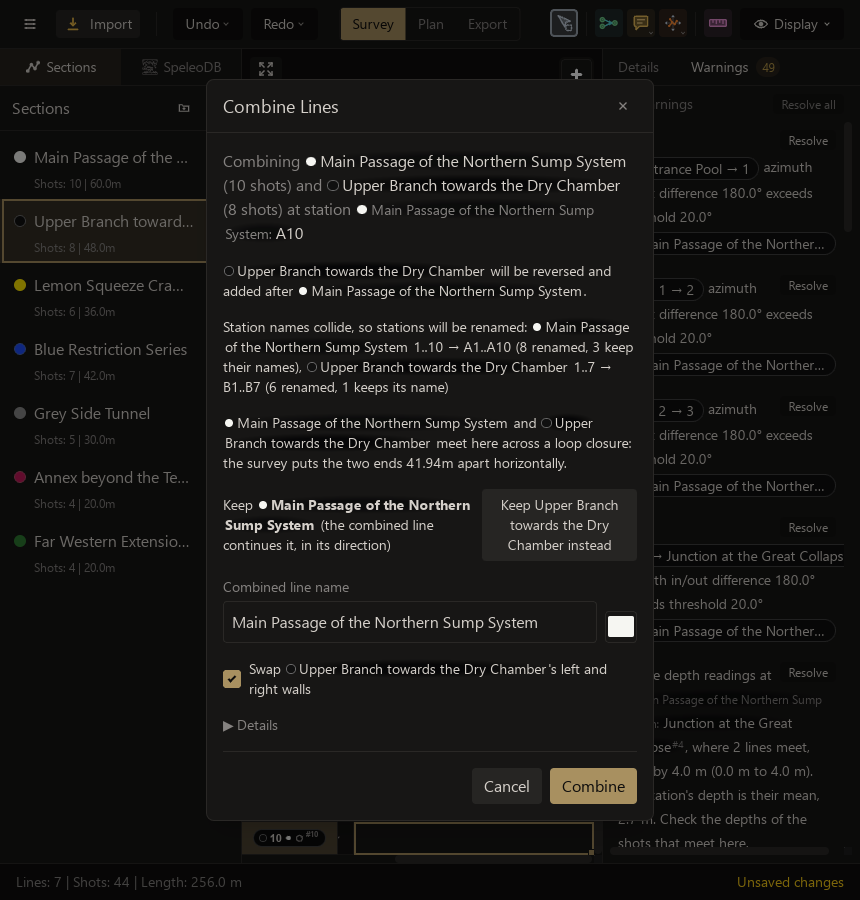 Import
Undo
Redo
Survey
Plan
Export
Display
Sections
SpeleoDB
Details
Warnings
49
Sections
Resolve all
Main Passage of the ...
Shots: 10 | 60.0m
Upper Branch toward...
Shots: 8 | 48.0m
Lemon Squeeze Cra...
Shots: 6 | 36.0m
Blue Restriction Series
Shots: 7 | 42.0m
Grey Side Tunnel
Shots: 5 | 30.0m
Annex beyond the Te...
Shots: 4 | 20.0m
Far Western Extensio...
Shots: 4 | 20.0m
Combine Lines
×
Combining Main Passage of the Northern Sump System
(10 shots) and Upper Branch towards the Dry Chamber
(8 shots) at station Main Passage of the Northern Sump
System: A10
Upper Branch towards the Dry Chamber will be reversed and
added after Main Passage of the Northern Sump System.
Station names collide, so stations will be renamed: Main Passage
of the Northern Sump System 1..10 → A1..A10 (8 renamed, 3 keep
their names), Upper Branch towards the Dry Chamber 1..7 →
B1..B7 (6 renamed, 1 keeps its name)
Main Passage of the Northern Sump System and Upper
Branch towards the Dry Chamber meet here across a loop closure:
the survey puts the two ends 41.94m apart horizontally.
Keep Main Passage of the Northern
Sump System (the combined line
continues it, in its direction)
Keep Upper Branch
towards the Dry
Chamber instead
Combined line name
Main Passage of the Northern Sump System
Swap Upper Branch towards the Dry Chamber's left and
right walls
▶ Details
Cancel
Combine
Resolve
Pool → 1 azimuth
difference 180.0° exceeds
20.0°
Main Passage of the Norther...
Resolve
1 → 2 azimuth
difference 180.0° exceeds
20.0°
Main Passage of the Norther...
Resolve
2 → 3 azimuth
difference 180.0° exceeds
20.0°
Main Passage of the Norther...
Resolve
→ Junction at the Great Collaps
in/out difference 180.0°
threshold 20.0°
Main Passage of the Norther...
Resolve
depth readings at
Passage of the Northern Sump
Junction at the Great
#4, where 2 lines meet,
by 4.0 m (0.0 m to 4.0 m).
depth is their mean,
Check the depths of the
shots that meet here.
10
#10
Lines: 7 | Shots: 44 | Length: 256.0 m
Unsaved changes